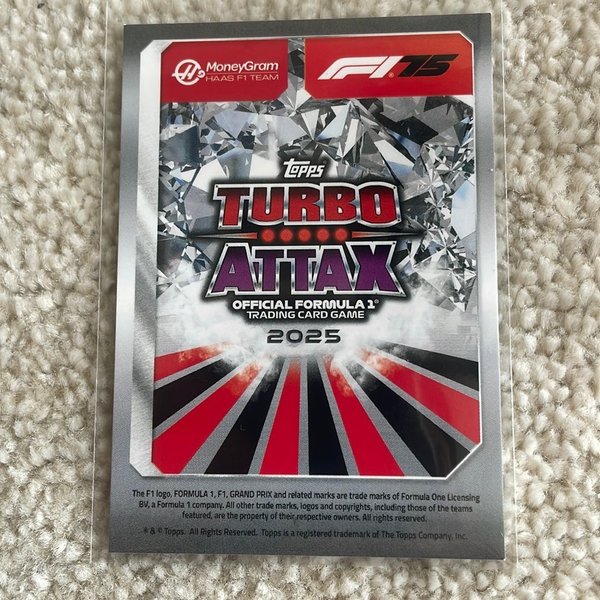 MoneyGram
HAAS F1 TEAM
F1 75
Topps
TURBO
ATTAX
OFFICIAL FORMULA 1®
TRADING CARD GAME
2025
The F1 logo, FORMULA 1, F1, GRAND PRIX and related marks are trade marks of Formula One Licensing
BV, a Formula 1 company. All other trade marks, logos and copyrights, including those of the teams
featured, are the property of their respective owners. All rights reserved.
® & © Topps. All Rights Reserved. Topps is a registered trademark of The Topps Company, Inc.